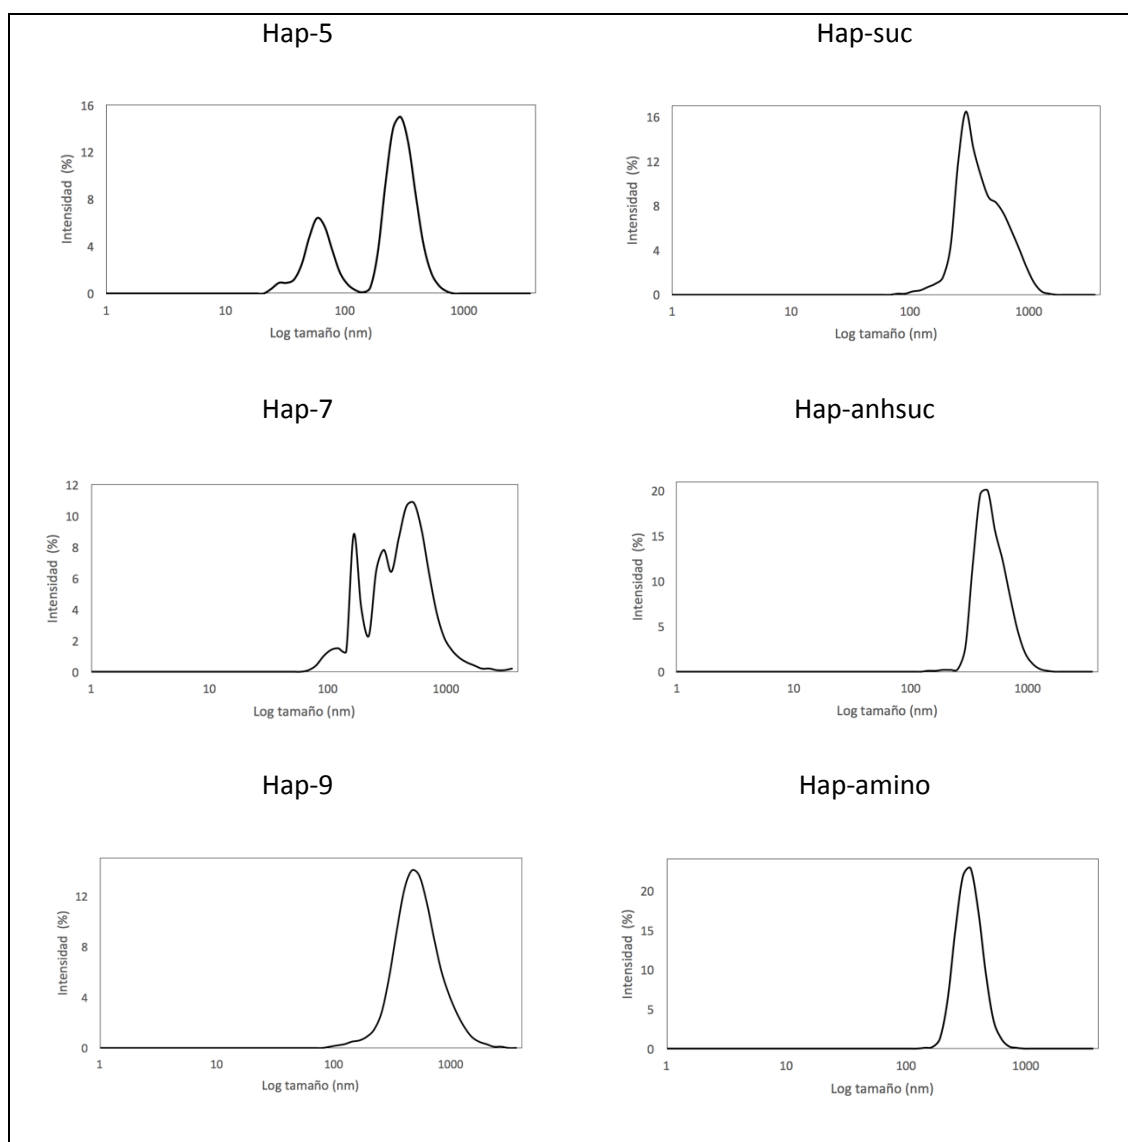 Hap-5
16
12
8
4
0
Intensidad (%)
1 10 100 1000
Log tamaño (nm)
Hap-suc
16
12
8
4
0
Intensidad (%)
1 10 100 1000
Log tamaño (nm)
Hap-7
12
10
8
6
4
2
0
Intensidad (%)
1 10 100 1000
Log tamaño (nm)
Hap-anhsuc
20
15
10
5
0
Intensidad (%)
1 10 100 1000
Log tamaño (nm)
Hap-9
12
8
4
0
Intensidad (%)
1 10 100 1000
Log tamaño (nm)
Hap-amino
20
15
10
5
0
Intensidad (%)
1 10 100 1000
Log tamaño (nm)